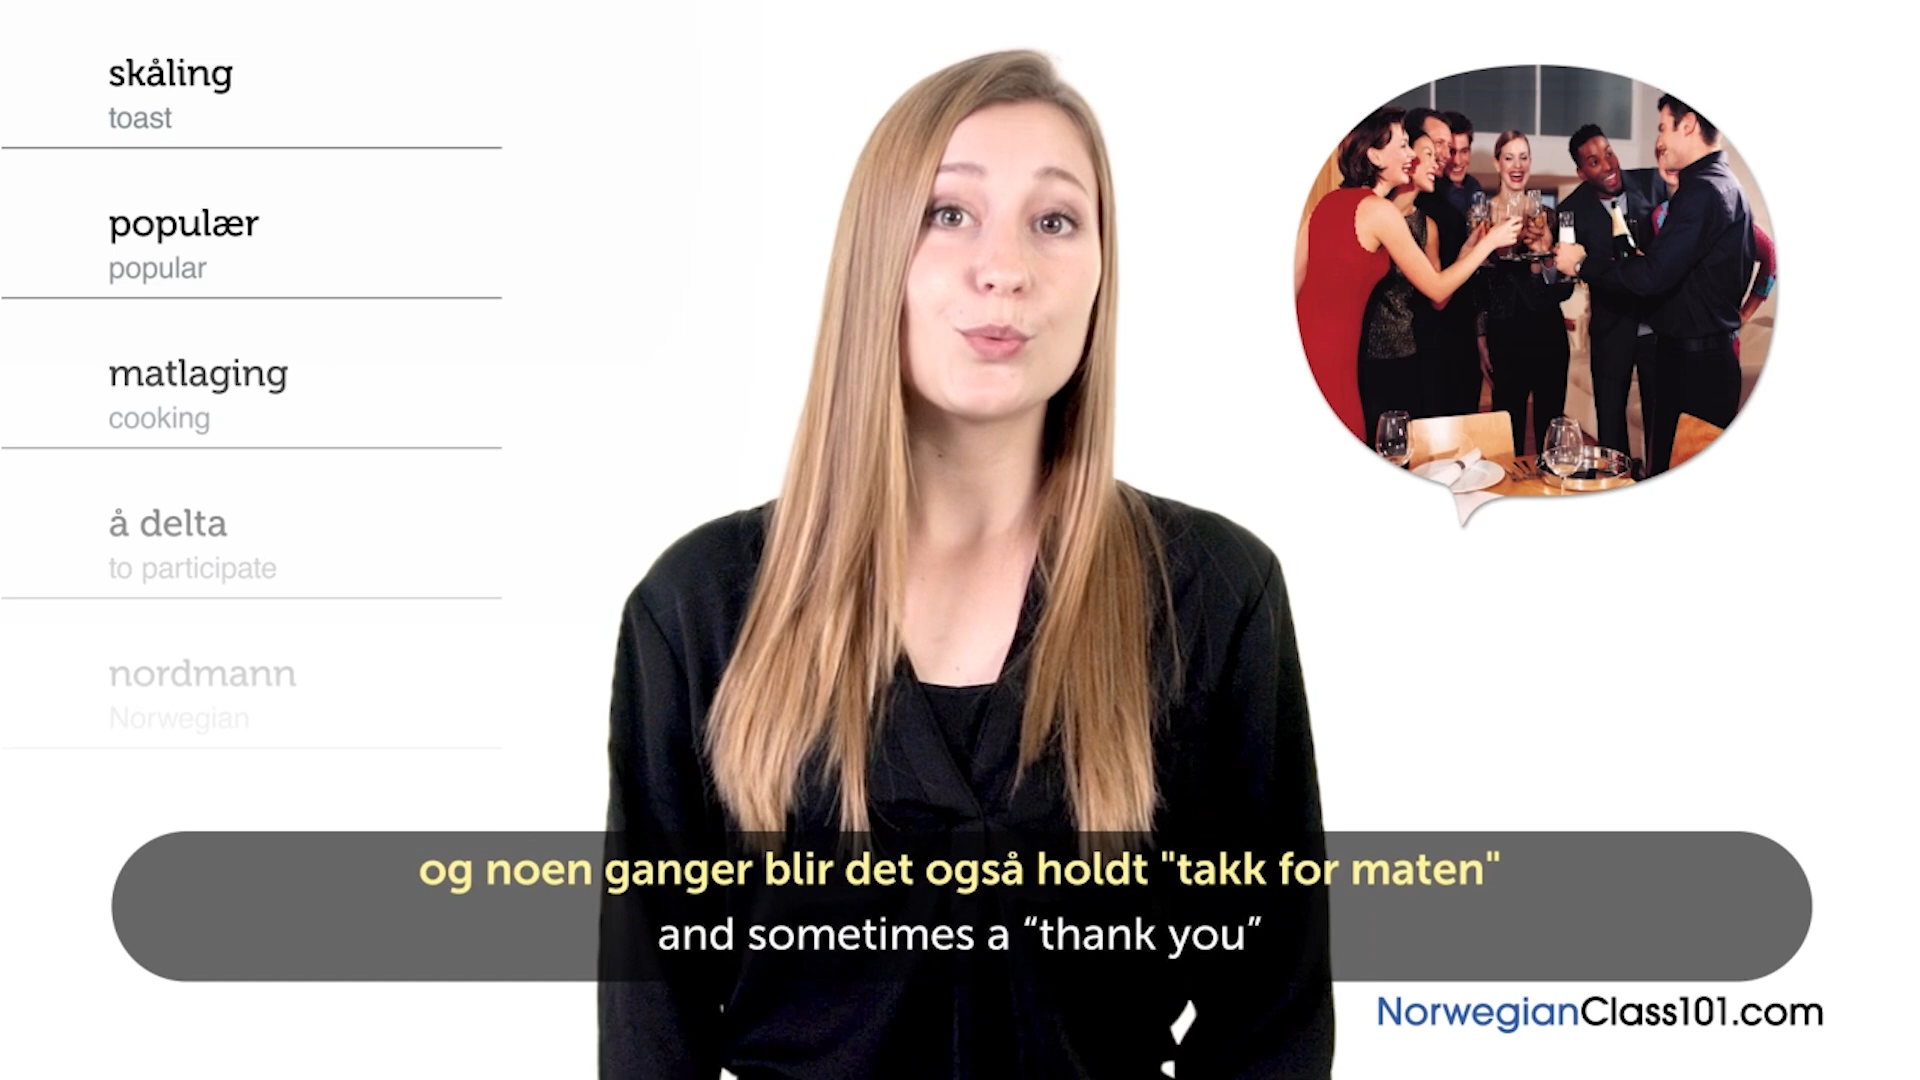 skåling
toast
populær
popular
matlaging
cooking
å delta
to participate
nordmann
Norwegian
og noen ganger blir det også holdt "takk for maten"
and sometimes a “thank you”
NorwegianClass101.com